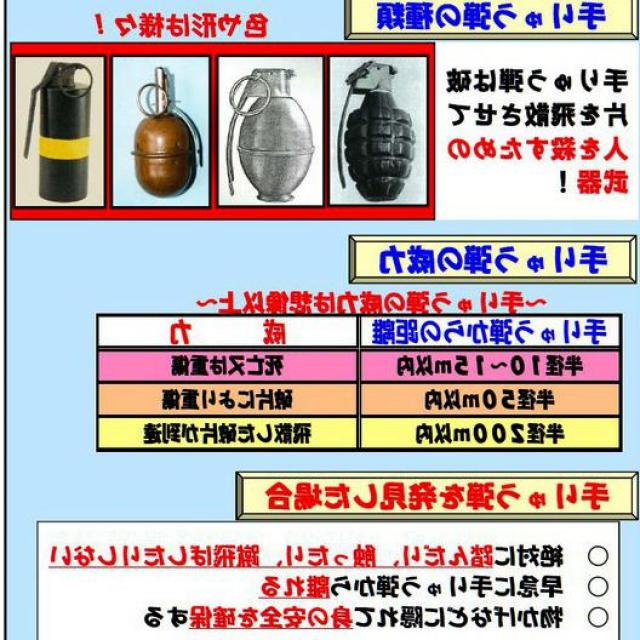 手りゅう弾の種類
色や形は様々！
手りゅう弾は破
片を飛散させて
人を殺すための
武器！
手りゅう弾の威力
～手りゅう弾の威力は想像以上～
手りゅう弾からの距離　威　力
半径１０～１５ｍ以内　死亡又は重傷
半径５０ｍ以内　破片により重傷
半径２００ｍ以内　飛散した破片が到達
手りゅう弾を発見した場合
○　絶対に踏んだい、触ったい、蹴飛ばしたいしない
○　早急に手りゅう弾から離れる
○　物かげなどに隠れて身の安全を確保する